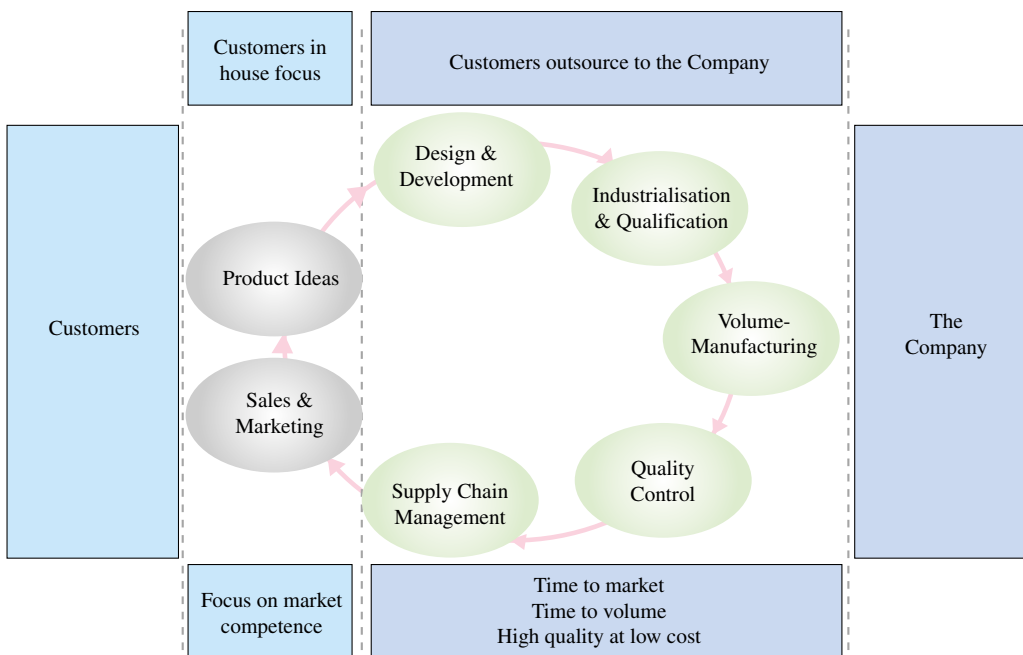 Customers in
house focus
Customers outsource to the Company
Design &
Development
Industrialisation
& Qualification
Product Ideas
Customers
Volume-
Manufacturing
The
Company
Sales &
Marketing
Quality
Control
Supply Chain
Management
Focus on market
competence
Time to market
Time to volume
High quality at low cost